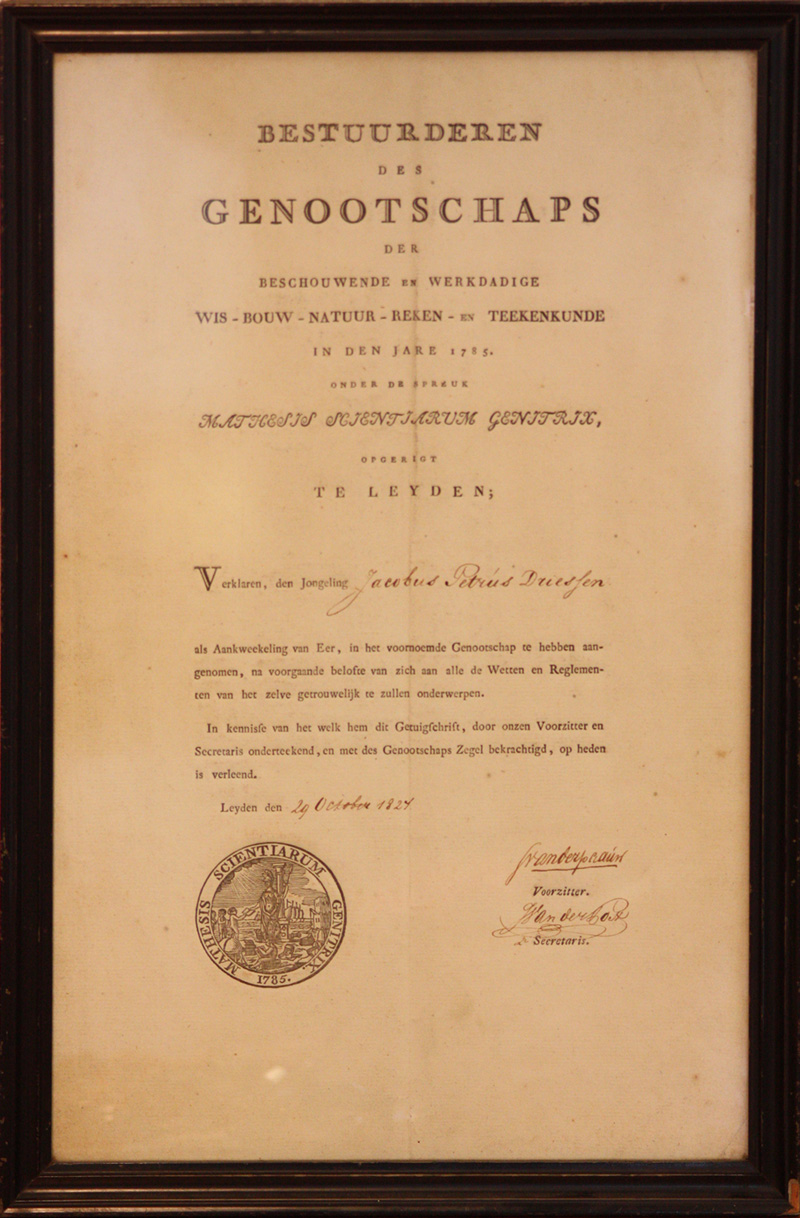 BESTUURDEREN
DES
GENOOTSCHAPS
DER
BESCHOUWENDE EN WERKDADIGE
WIS - BOUW - NATUUR - REKEN - EN TEEKENKUNDE
IN DEN JARE 1785.
ONDER DE SPREUK
MATHESIS SCIENTIARUM GENITRIX,
OPGERIGT
TE LEYDEN;
Verklaren, den Jongeling Jacobus Petrus Driessen
als Aankweekeling van Eer, in het voornoemde Genootschap te hebben aan-
genomen, na voorgaande belofte van zich aan alle de Wetten en Reglemen-
ten van het zelve getrouwelijk te zullen onderwerpen.
In kennisse van het welk hem dit Getuigschrift, door onzen Voorzitter en
Secretaris onderteekend, en met des Genootschaps Zegel bekrachtigd, op heden
is verleend.
Leyden den 29 October 1824
MATHESIS SCIENTIARUM GENITRIX.
1785.
Voorzitter.
Secretaris.